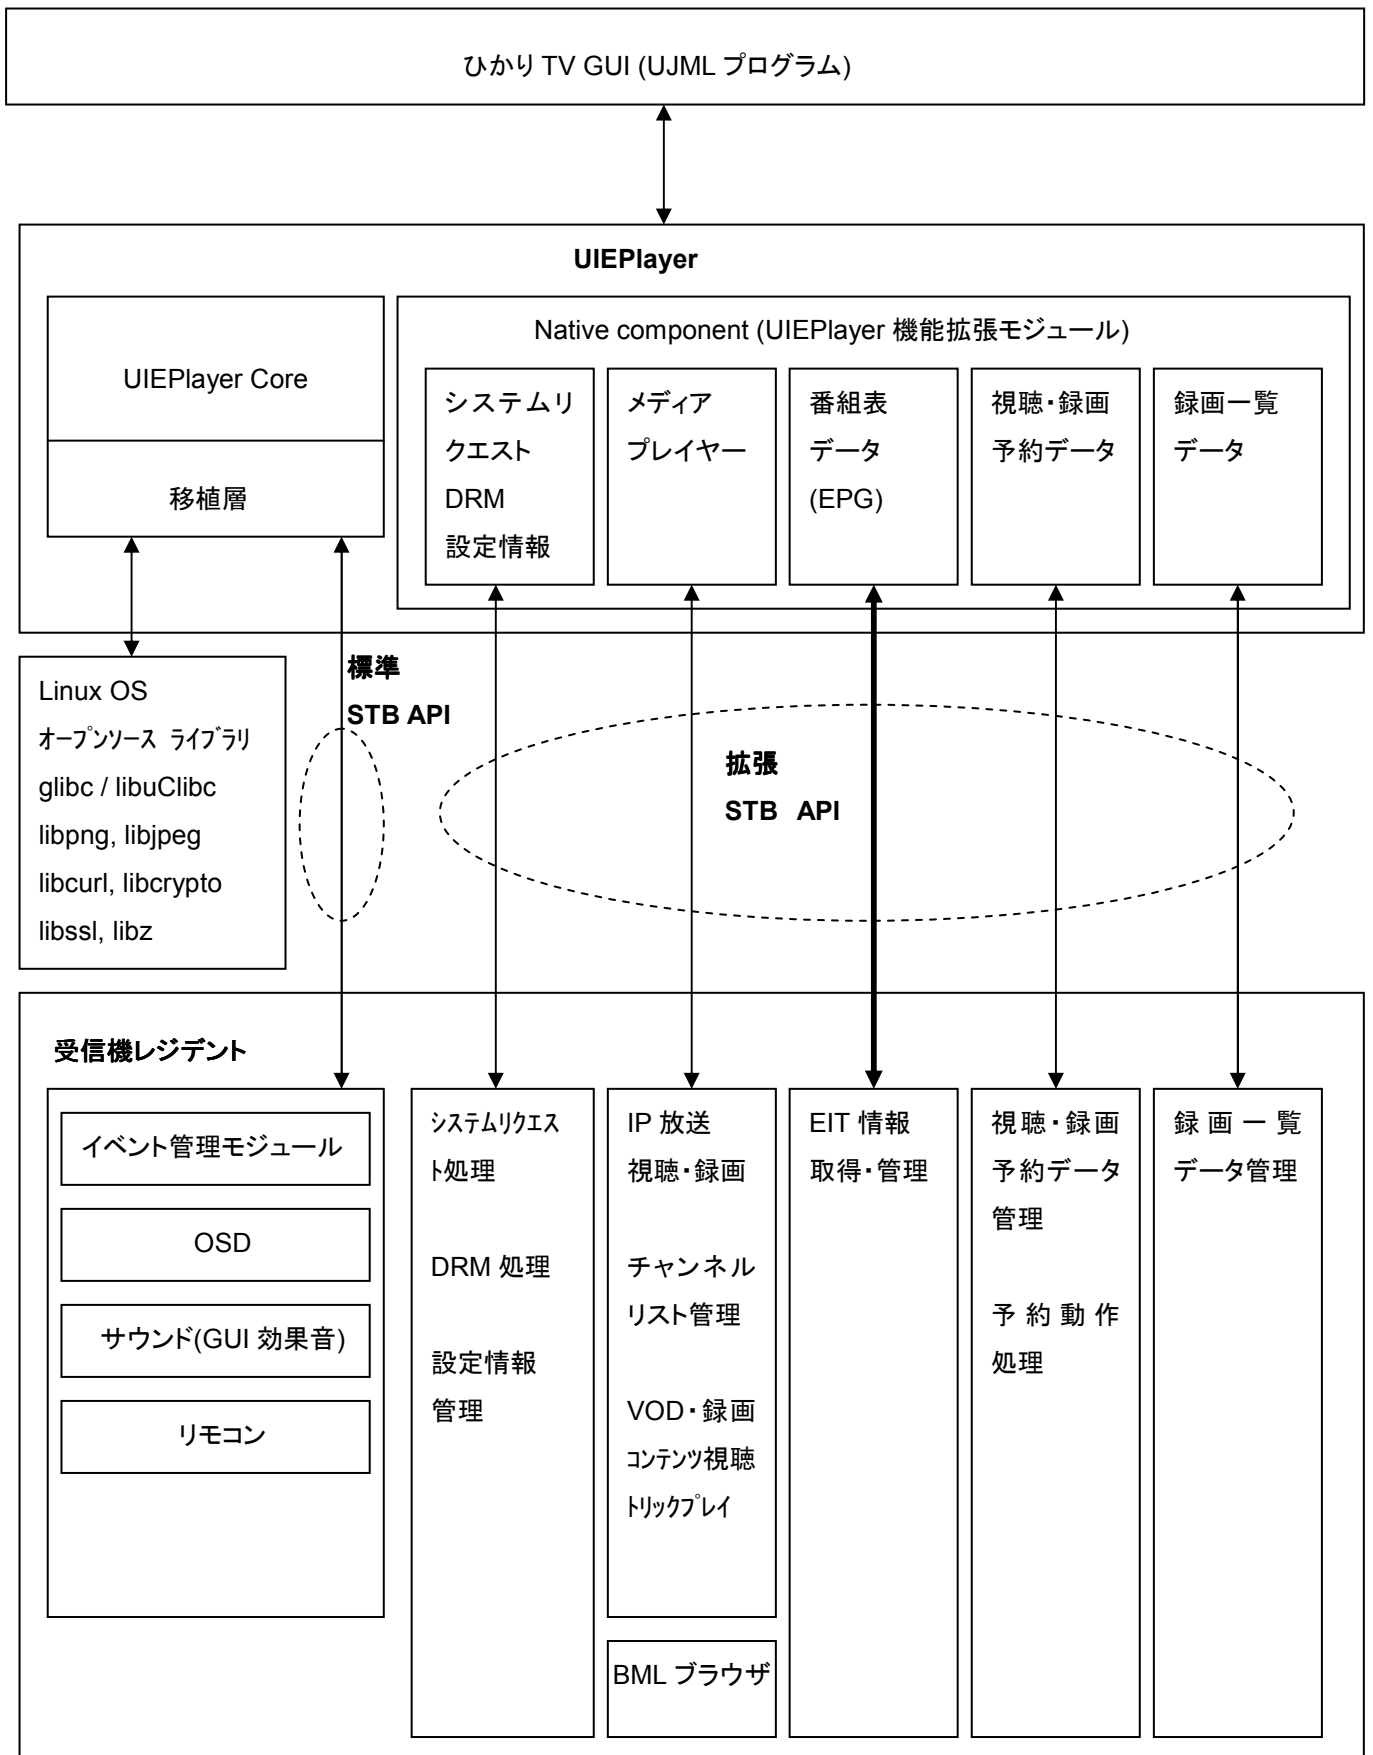 ひかり TV GUI (UJML プログラム)
UIEPlayer
UIEPlayer Core
移植層
Native component (UIEPlayer 機能拡張モジュール)
システムリ
クエスト
DRM
設定情報
メディア
プレイヤー
番組表
データ
(EPG)
視聴・録画
予約データ
録画一覧
データ
Linux OS
ｵｰﾌﾟﾝｿｰｽ ﾗｲﾌﾞﾗﾘ
glibc / libuClibc
libpng, libjpeg
libcurl, libcrypto
libssl, libz
標準
STB API
拡張
STB API
受信機レジデント
イベント管理モジュール
OSD
サウンド(GUI 効果音)
リモコン
ｼｽﾃﾑﾘｸｴｽ
ﾄ処理
DRM 処理
設定情報
管理
IP 放送
視聴・録画
チャンネル
リスト管理
VOD・録画
ｺﾝﾃﾝﾂ視聴
ﾄﾘｯｸﾌﾟﾚｲ
BML ブラウザ
EIT 情報
取得・管理
視聴・録画
予約データ
管理
予約動作
処理
録画一覧
データ管理